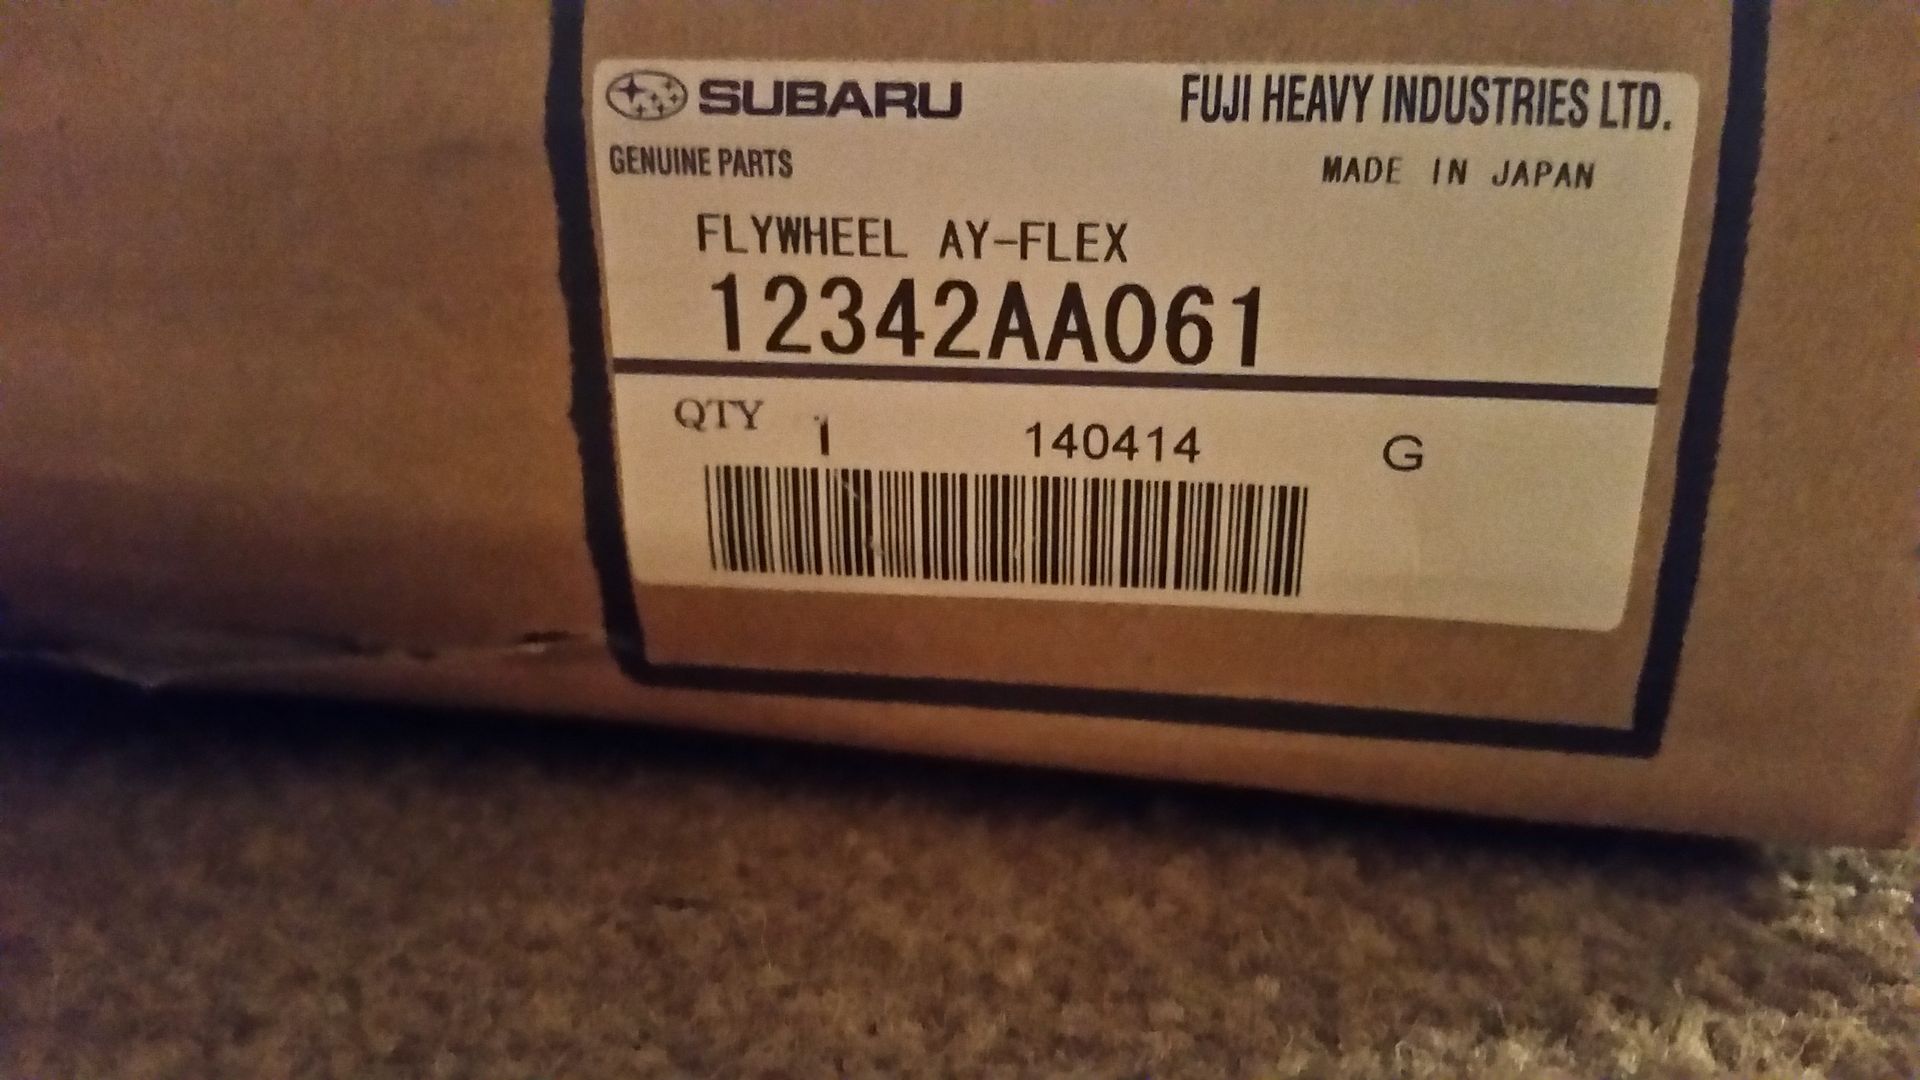 SUBARU FUJI HEAVY INDUSTRIES LTD.
GENUINE PARTS MADE IN JAPAN
FLYWHEEL AY-FLEX
12342AA061
QTY 1 140414 G